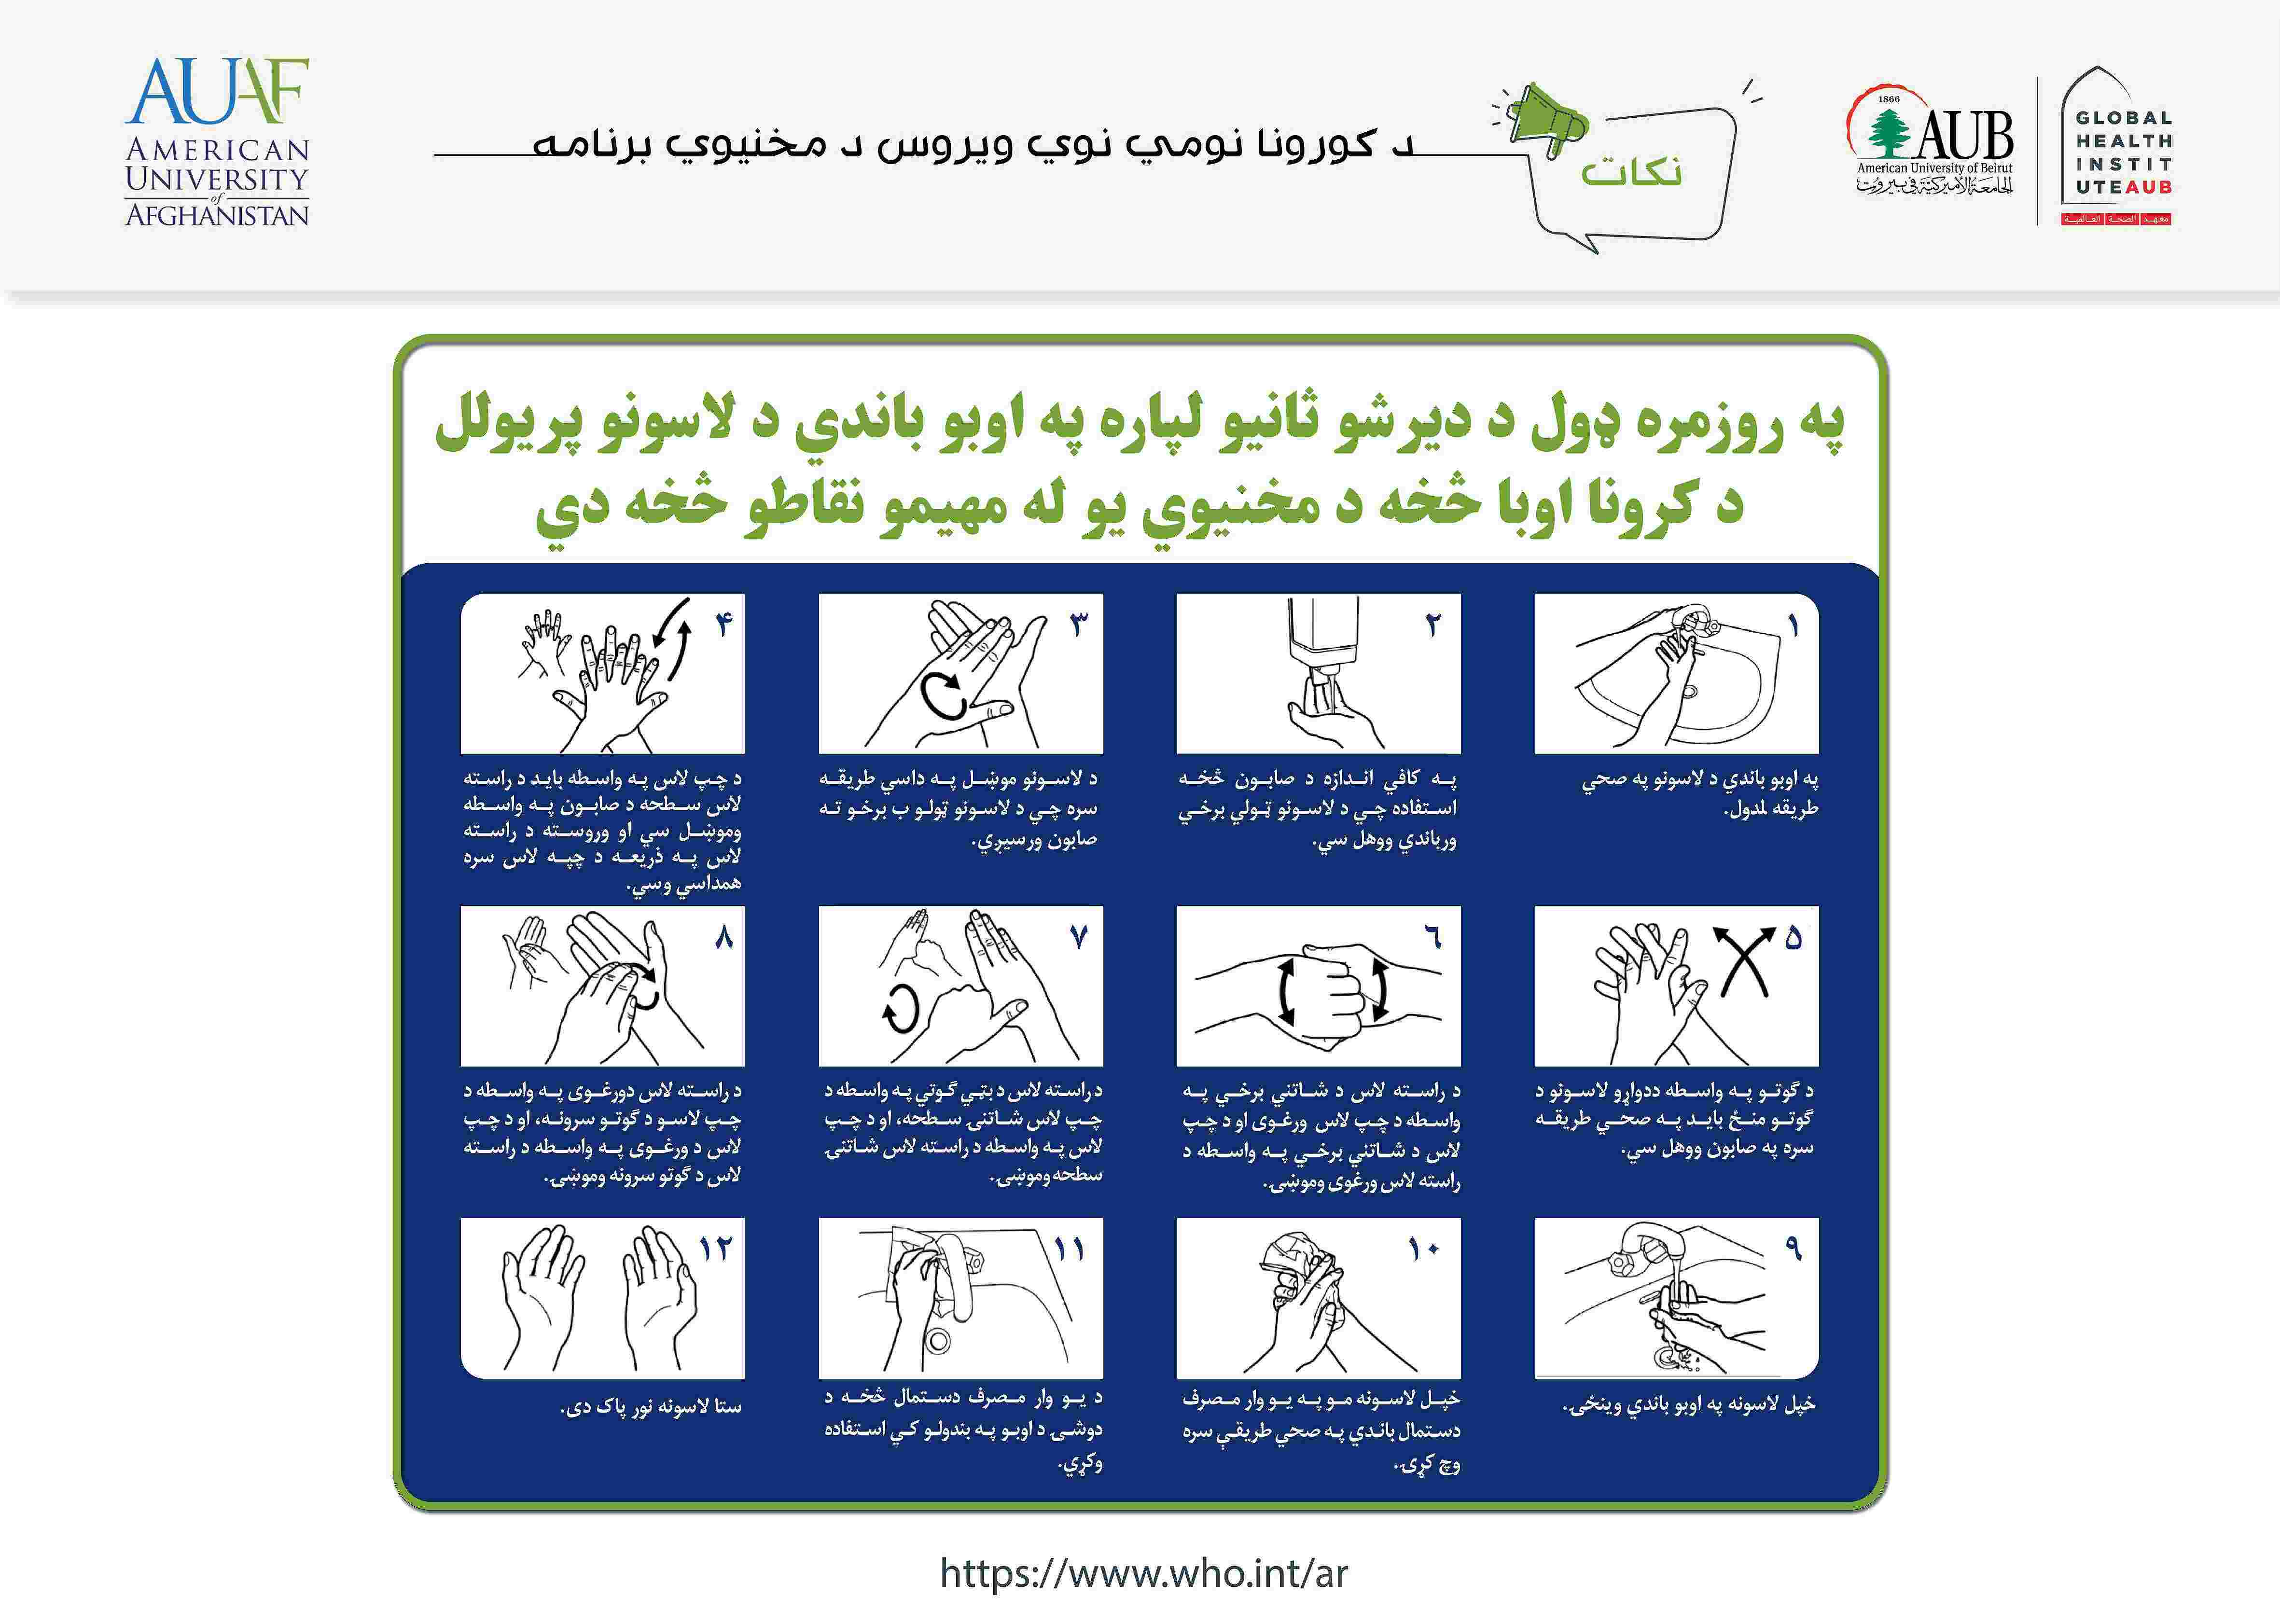 AUAF
AMERICAN
UNIVERSITY
of
AFGHANISTAN
د کورونا نومي نوي ویروس د مخنیوي برنامه
نکات
1866
AUB
American University of Beirut
الجامعة الأميركية في بيروت
GLOBAL
HEALTH
INSTIT
UTEAUB
معهد الصحة العالمية
په روزمره ډول د دیرشو ثانیو لپاره په اوبو باندي د لاسونو پریولل
د کرونا اوبا څخه د مخنیوي یو له مهیمو نقاطو څخه دي
۱
په اوبو باندي د لاسونو په صحي
طریقه لمدول.
۲
په کافي اندازه د صابون څخه
استفاده چي د لاسونو ټولي برخي
ورباندي ووهل سي.
۳
د لاسونو موښل په داسي طریقه
سره چي د لاسونو ټولو ب برخو ته
صابون ورسیږي.
۴
د چپ لاس په واسطه باید د راسته
لاس سطحه د صابون په واسطه
وموښل سي او وروسته د راسته
لاس په ذریعه د چپه لاس سره
همداسي وسي.
۵
د ګوتو په واسطه ددواړو لاسونو د
ګوتو منځ باید په صحي طریقه
سره په صابون ووهل سي.
٦
د راسته لاس د شاتني برخي په
واسطه د چپ لاس ورغوی او د چپ
لاس د شاتني برخي په واسطه د
راسته لاس ورغوی وموښی.
۷
د راسته لاس د بټي ګوتي په واسطه د
چپ لاس شاتنی سطحه، او د چپ
لاس په واسطه د راسته لاس شاتنی
سطحه وموښی.
۸
د راسته لاس دورغوی په واسطه د
چپ لاسو د ګوتو سرونه، او د چپ
لاس د ورغوی په واسطه د راسته
لاس د ګوتو سرونه وموښی.
۹
خپل لاسونه په اوبو باندي وینځی.
۱۰
خپل لاسونه مو په یو وار مصرف
دستمال باندي په صحي طریقې سره
وچ کړی.
۱۱
د یو وار مصرف دستمال څخه د
دوشی د اوبو په بندولو کي استفاده
وکړي.
۱۲
ستا لاسونه نور پاک دی.
https://www.who.int/ar